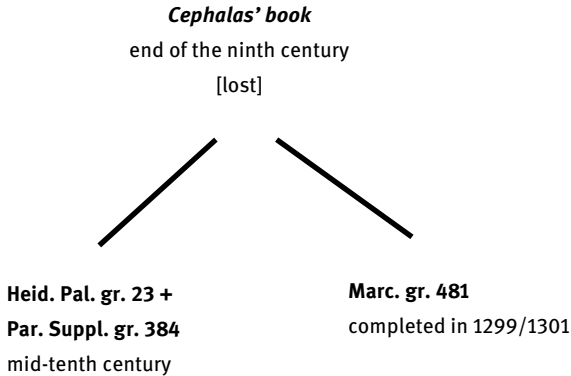 Cephalas’ book
end of the ninth century
[lost]
Heid. Pal. gr. 23 +
Par. Suppl. gr. 384
mid-tenth century
Marc. gr. 481
completed in 1299/1301